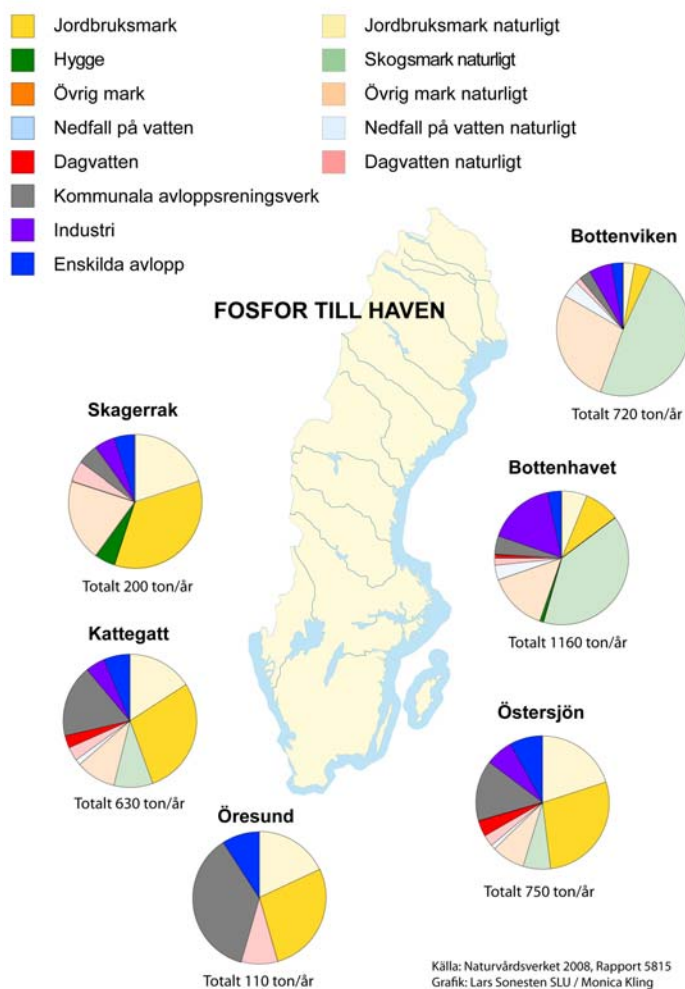 Jordbruksmark
Hygge
Övrig mark
Nedfall på vatten
Dagvatten
Kommunala avloppsreningsverk
Industri
Enskilda avlopp
Jordbruksmark naturligt
Skogsmark naturligt
Övrig mark naturligt
Nedfall på vatten naturligt
Dagvatten naturligt
FOSFOR TILL HAVEN
Bottenviken
Totalt 720 ton/år
Skagerrak
Totalt 200 ton/år
Bottenhavet
Totalt 1160 ton/år
Kattegatt
Totalt 630 ton/år
Östersjön
Totalt 750 ton/år
Öresund
Totalt 110 ton/år
Källa: Naturvårdsverket 2008, Rapport 5815
Grafik: Lars Sonesten SLU / Monica Kling